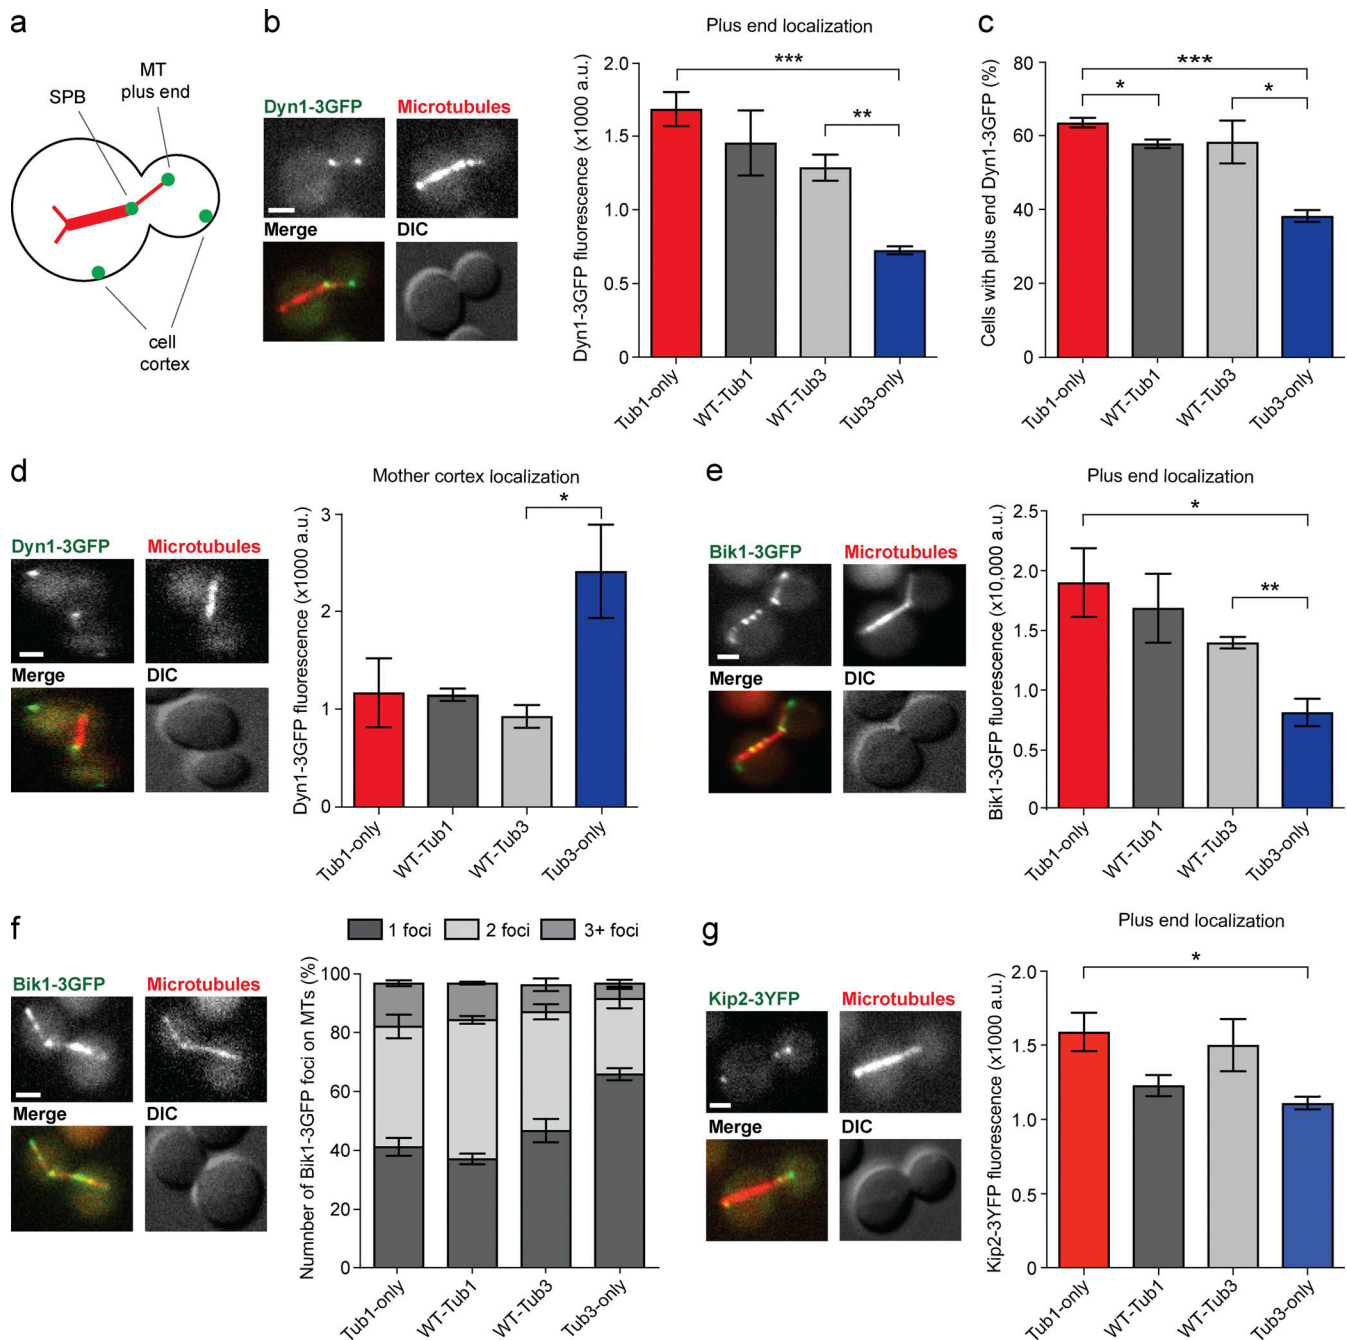 a
MT
plus end
SPB
cell
cortex
b
Dyn1-3GFP
Microtubules
Merge
DIC
Plus end localization
Dyn1-3GFP fluorescence (x1000 a.u.)
2.0
1.5
1.0
0.5
0
***
**
Tub1-only
WT-Tub1
WT-Tub3
Tub3-only
c
Cells with plus end Dyn1-3GFP (%)
80
60
40
20
0
***
*
*
Tub1-only
WT-Tub1
WT-Tub3
Tub3-only
d
Dyn1-3GFP
Microtubules
Merge
DIC
Mother cortex localization
Dyn1-3GFP fluorescence (x1000 a.u.)
3
2
1
0
*
Tub1-only
WT-Tub1
WT-Tub3
Tub3-only
e
Bik1-3GFP
Microtubules
Merge
DIC
Plus end localization
Bik1-3GFP fluorescence (x10,000 a.u.)
2.5
2.0
1.5
1.0
0.5
0
*
**
Tub1-only
WT-Tub1
WT-Tub3
Tub3-only
f
Bik1-3GFP
Microtubules
Merge
DIC
1 foci
2 foci
3+ foci
Numnber of Bik1-3GFP foci on MTs (%)
100
80
60
40
20
0
Tub1-only
WT-Tub1
WT-Tub3
Tub3-only
g
Kip2-3YFP
Microtubules
Merge
DIC
Plus end localization
Kip2-3YFP fluorescence (x1000 a.u.)
2.0
1.5
1.0
0.5
0
*
Tub1-only
WT-Tub1
WT-Tub3
Tub3-only